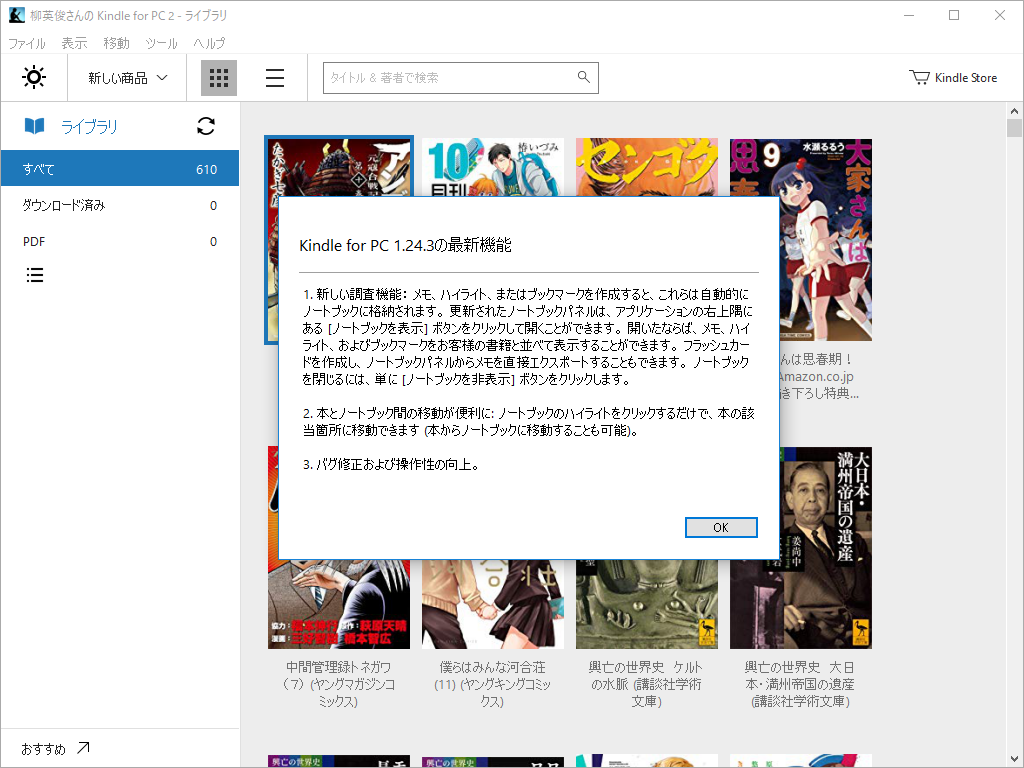 柳英俊さんの Kindle for PC 2 - ライブラリ
ファイル 表示 移動 ツール ヘルプ
新しい商品
タイトル & 著者で検索
Kindle Store
ライブラリ
すべて 610
ダウンロード済み 0
PDF 0
おすすめ
たかぎ七彦
元寇合戦記
アン
10
椿いづみ
月刊
センゴク
思春
9
水瀬るるう
大家さんは
Kindle for PC 1.24.3の最新機能
1. 新しい調査機能: メモ、ハイライト、またはブックマークを作成すると、これらは自動的に
ノートブックに格納されます。更新されたノートブックパネルは、アプリケーションの右上隅に
ある [ノートブックを表示] ボタンをクリックして開くことができます。開いたならば、メモ、ハイ
ライト、およびブックマークをお客様の書籍と並べて表示することができます。フラッシュカー
ドを作成し、ノートブックパネルからメモを直接エクスポートすることもできます。ノートブック
を閉じるには、単に [ノートブックを非表示] ボタンをクリックします。
2. 本とノートブック間の移動が便利に: ノートブックのハイライトをクリックするだけで、本の該
当箇所に移動できます (本からノートブックに移動することも可能)。
3. バグ修正および操作性の向上。
OK
んは思春期！
Amazon.co.jp
き下ろし特典...
協力：福本伸行 原作：萩原天晴
漫画：三好智樹 橋本智広
荘
大日本・
満州帝国の遺産
姜尚中
中間管理録トネガワ
（7）(ヤングマガジンコ
ミックス)
僕らはみんな河合荘
(11) (ヤングキングコミッ
クス)
興亡の世界史　ケルト
の水脈 (講談社学術
文庫)
興亡の世界史　大日
本・満州帝国の遺産
(講談社学術文庫)
興亡の世界史
興亡の世界史